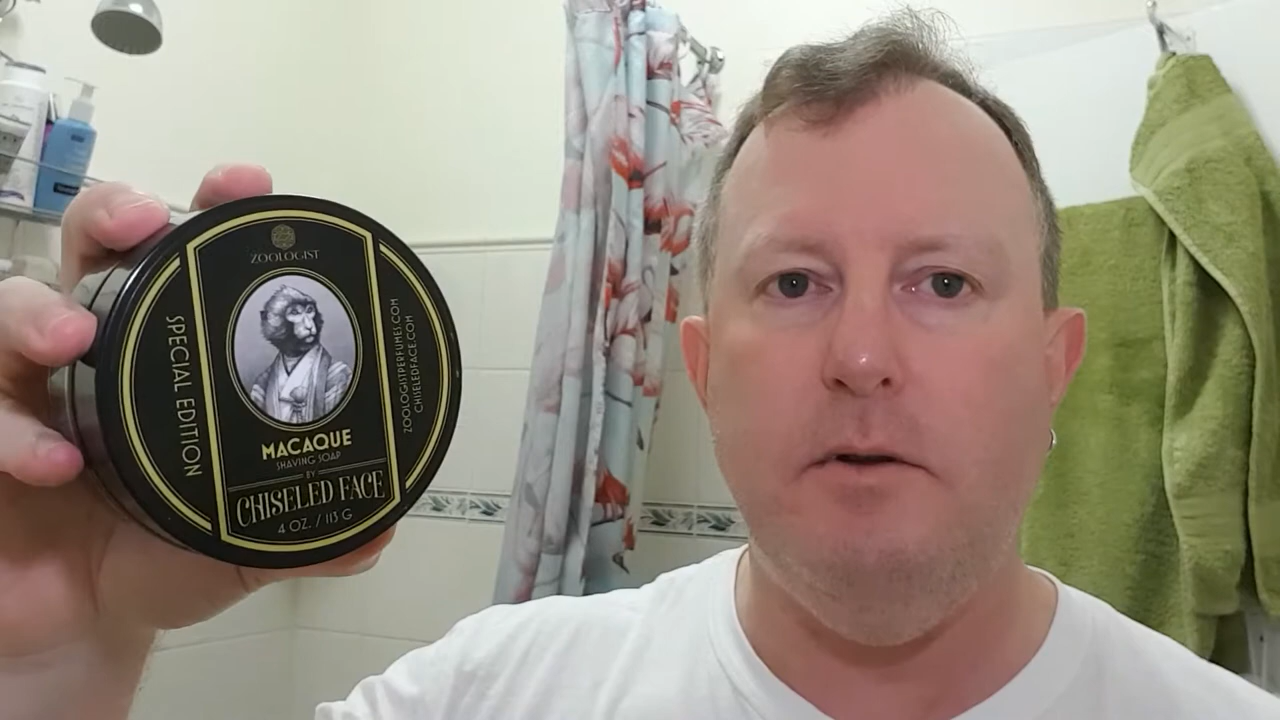 ZOOLOGIST
SPECIAL EDITION
ZOOLOGISTPERFUMES.COM
CHISELEDFACE.COM
MACAQUE
SHAVING SOAP
BY
CHISELED FACE
4 OZ. / 113 G